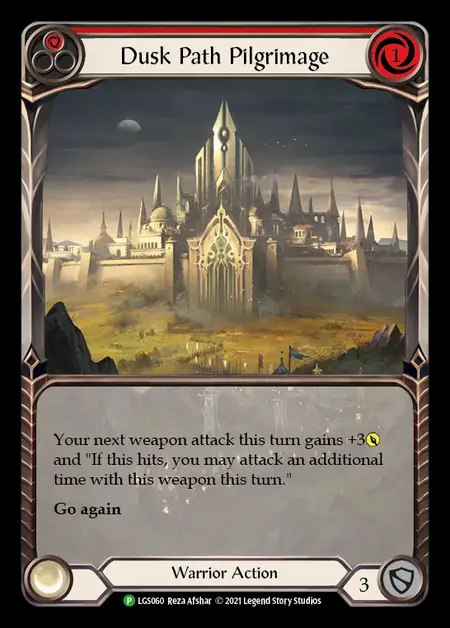 Dusk Path Pilgrimage
1
Your next weapon attack this turn gains +3
and "If this hits, you may attack an additional
time with this weapon this turn."
Go again
Warrior Action
3
P LGS060 Reza Afshar © 2021 Legend Story Studios